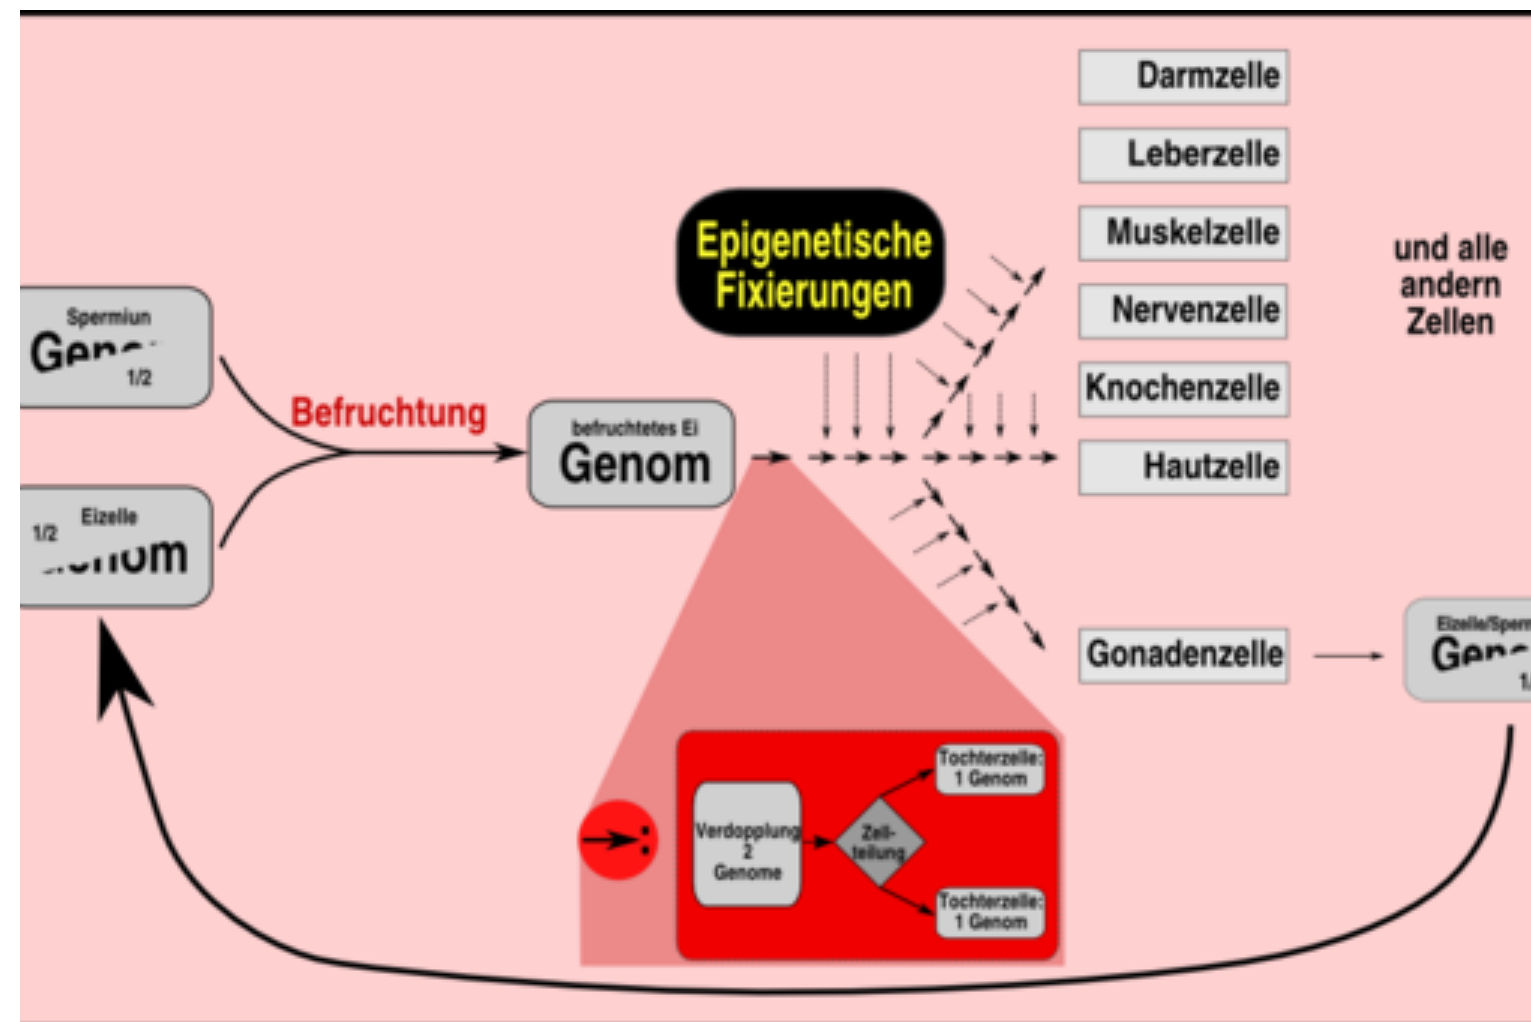 Darmzelle
Leberzelle
Muskelzelle
Nervenzelle
Knochenzelle
Hautzelle
und alle
andern
Zellen
Epigenetische
Fixierungen
Spermiun
1/2
Befruchtung
befruchtetes Ei
Genom
Eizelle
1/2
Gonadenzelle
Verdopplung
2
Genome
Zell-
teilung
Tochterzelle:
1 Genom
Tochterzelle:
1 Genom